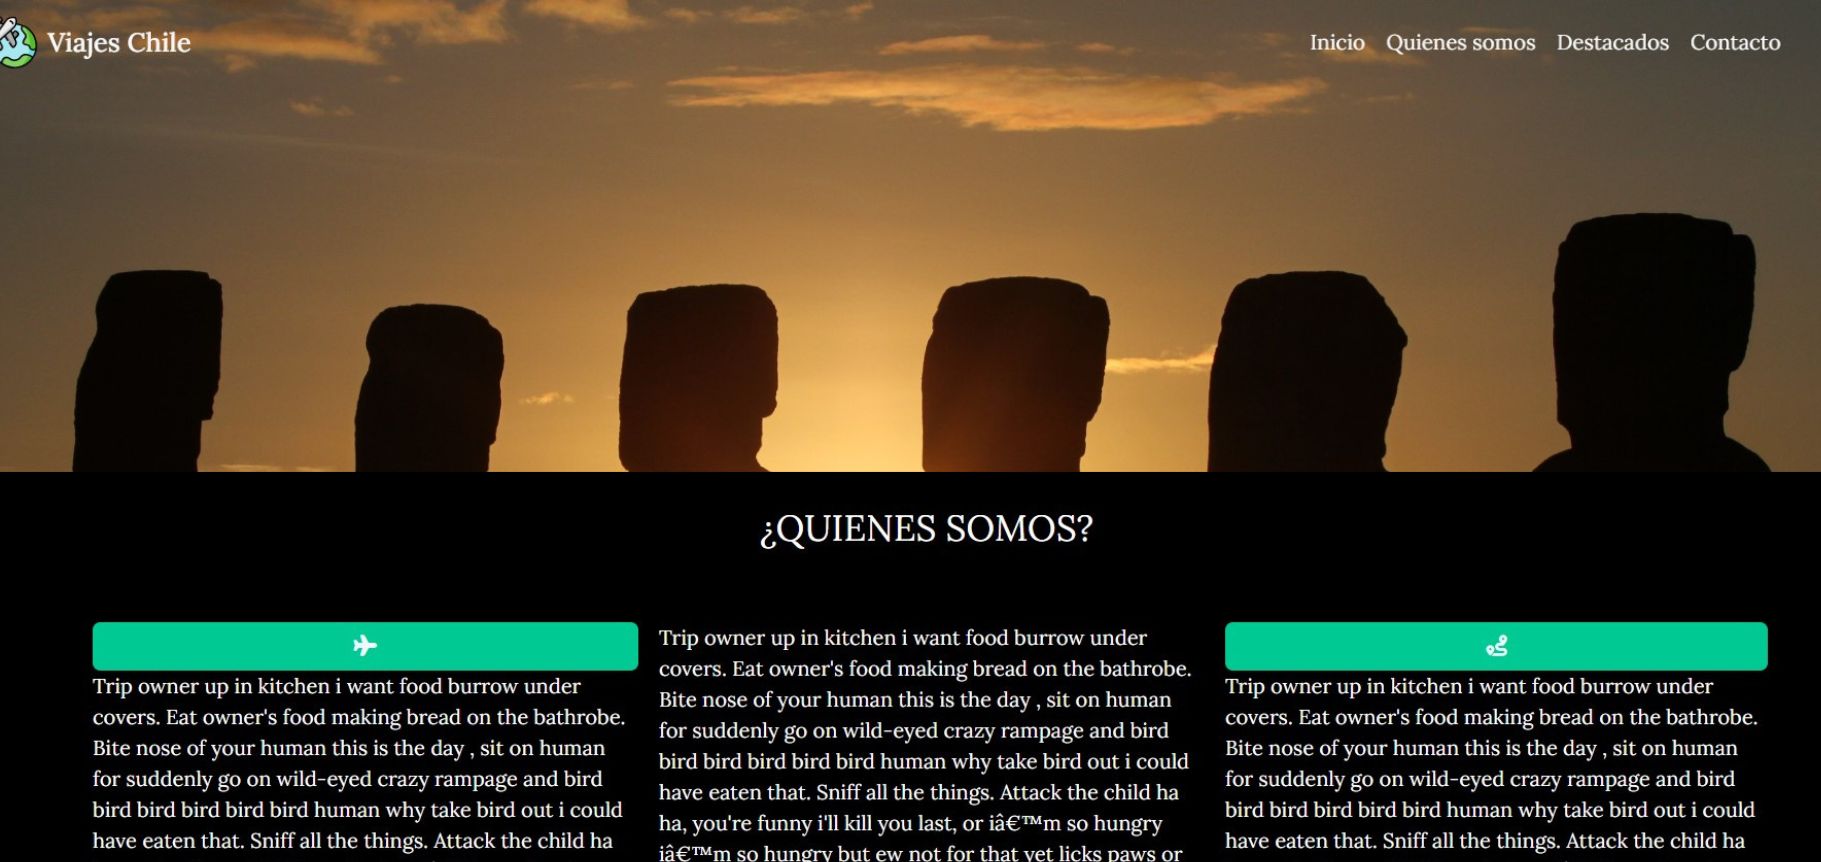 Viajes Chile
Inicio Quienes somos Destacados Contacto
¿QUIENES SOMOS?
Trip owner up in kitchen i want food burrow under
covers. Eat owner's food making bread on the bathrobe.
Bite nose of your human this is the day , sit on human
for suddenly go on wild-eyed crazy rampage and bird
bird bird bird bird bird human why take bird out i could
have eaten that. Sniff all the things. Attack the child ha
Trip owner up in kitchen i want food burrow under
covers. Eat owner's food making bread on the bathrobe.
Bite nose of your human this is the day , sit on human
for suddenly go on wild-eyed crazy rampage and bird
bird bird bird bird bird human why take bird out i could
have eaten that. Sniff all the things. Attack the child ha
ha, you're funny i'll kill you last, or iâ€™m so hungry
iâ€™m so hungry but ew not for that yet licks paws or
Trip owner up in kitchen i want food burrow under
covers. Eat owner's food making bread on the bathrobe.
Bite nose of your human this is the day , sit on human
for suddenly go on wild-eyed crazy rampage and bird
bird bird bird bird bird human why take bird out i could
have eaten that. Sniff all the things. Attack the child ha